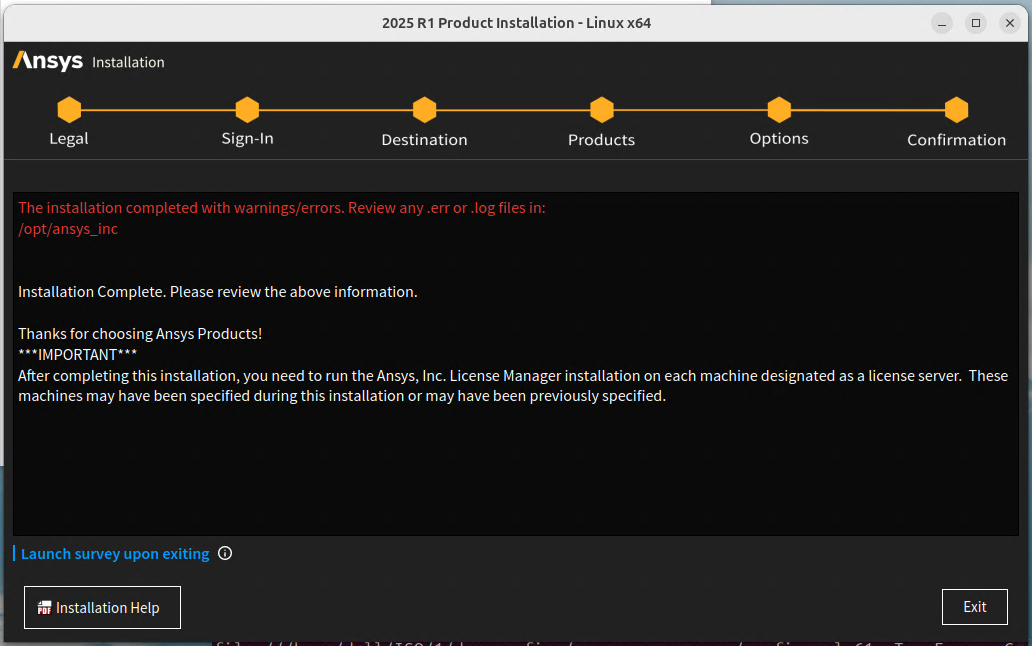 2025 R1 Product Installation - Linux x64
Ansys Installation
Legal Sign-In Destination Products Options Confirmation
The installation completed with warnings/errors. Review any .err or .log files in:
/opt/ansys_inc
Installation Complete. Please review the above information.
Thanks for choosing Ansys Products!
***IMPORTANT***
After completing this installation, you need to run the Ansys, Inc. License Manager installation on each machine designated as a license server.  These
machines may have been specified during this installation or may have been previously specified.
Launch survey upon exiting
PDF Installation Help
Exit